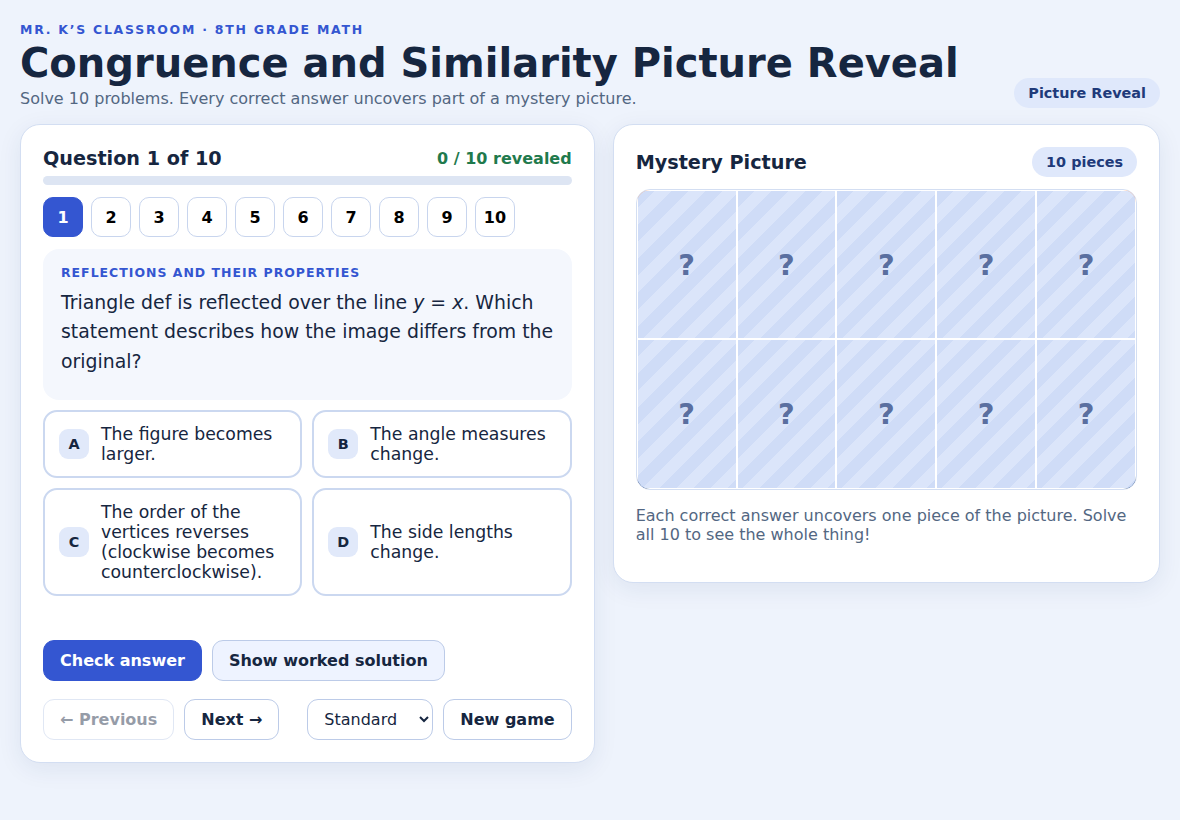 MR. K’S CLASSROOM · 8TH GRADE MATH
Congruence and Similarity Picture Reveal
Solve 10 problems. Every correct answer uncovers part of a mystery picture.
Picture Reveal
Question 1 of 10
0 / 10 revealed
1 2 3 4 5 6 7 8 9 10
REFLECTIONS AND THEIR PROPERTIES
Triangle def is reflected over the line y = x. Which
statement describes how the image differs from the
original?
A
The figure becomes
larger.
B
The angle measures
change.
C
The order of the
vertices reverses
(clockwise becomes
counterclockwise).
D
The side lengths
change.
Check answer
Show worked solution
← Previous
Next →
Standard
New game
Mystery Picture
10 pieces
? ? ? ? ?
? ? ? ? ?
Each correct answer uncovers one piece of the picture. Solve
all 10 to see the whole thing!